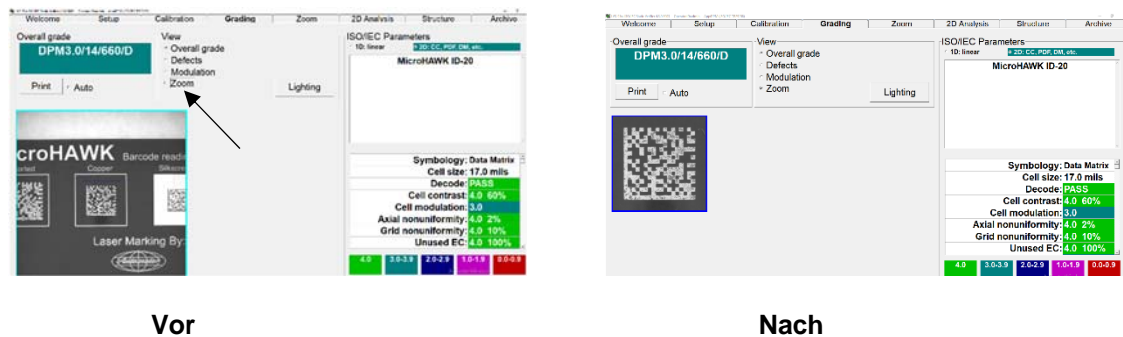 Welcome Setup Calibration Grading Zoom 2D Analysis Structure Archive
Overall grade
DPM3.0/14/660/D
Print Auto
View
Overall grade
Defects
Modulation
Zoom
Lighting
ISO/IEC Parameters
1D: linear 2D: CC, PDF, DM, etc.
MicroHAWK ID-20
croHAWK Barcode read
Copper
Laser Marking By:
Symbology: Data Matrix
Cell size: 17.0 mils
Decode: PASS
Cell contrast: 4.0 60%
Cell modulation: 3.0
Axial nonuniformity: 4.0 2%
Grid nonuniformity: 4.0 10%
Unused EC: 4.0 100%
4.0 3.0-3.9 2.0-2.9 1.0-1.9 0.0-0.9
Vor
Welcome Setup Calibration Grading Zoom 2D Analysis Structure Archive
Overall grade
DPM3.0/14/660/D
Print Auto
View
Overall grade
Defects
Modulation
Zoom
Lighting
ISO/IEC Parameters
1D: linear 2D: CC, PDF, DM, etc.
MicroHAWK ID-20
Symbology: Data Matrix
Cell size: 17.0 mils
Decode: PASS
Cell contrast: 4.0 60%
Cell modulation: 3.0
Axial nonuniformity: 4.0 2%
Grid nonuniformity: 4.0 10%
Unused EC: 4.0 100%
4.0 3.0-3.9 2.0-2.9 1.0-1.9 0.0-0.9
Nach